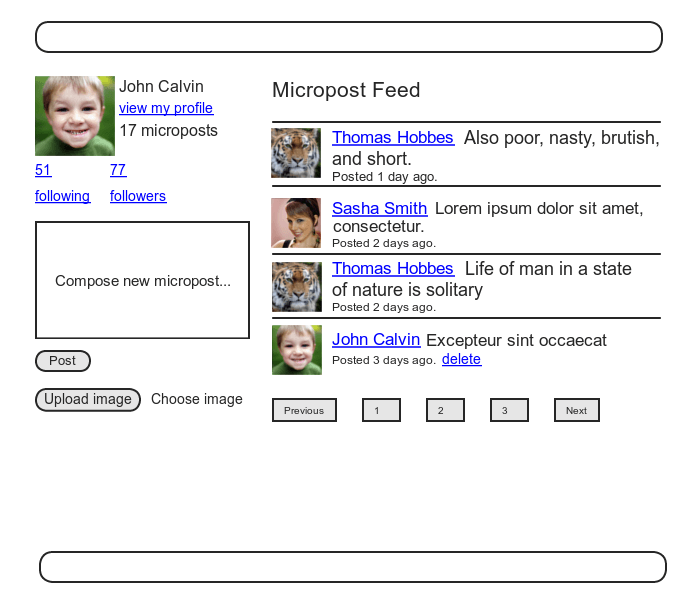 John Calvin
view my profile
17 microposts
51 77
following followers
Compose new micropost...
Post
Upload image Choose image
Micropost Feed
Thomas Hobbes Also poor, nasty, brutish,
and short.
Posted 1 day ago.
Sasha Smith Lorem ipsum dolor sit amet,
consectetur.
Posted 2 days ago.
Thomas Hobbes Life of man in a state
of nature is solitary
Posted 2 days ago.
John Calvin Excepteur sint occaecat
Posted 3 days ago. delete
Previous 1 2 3 Next